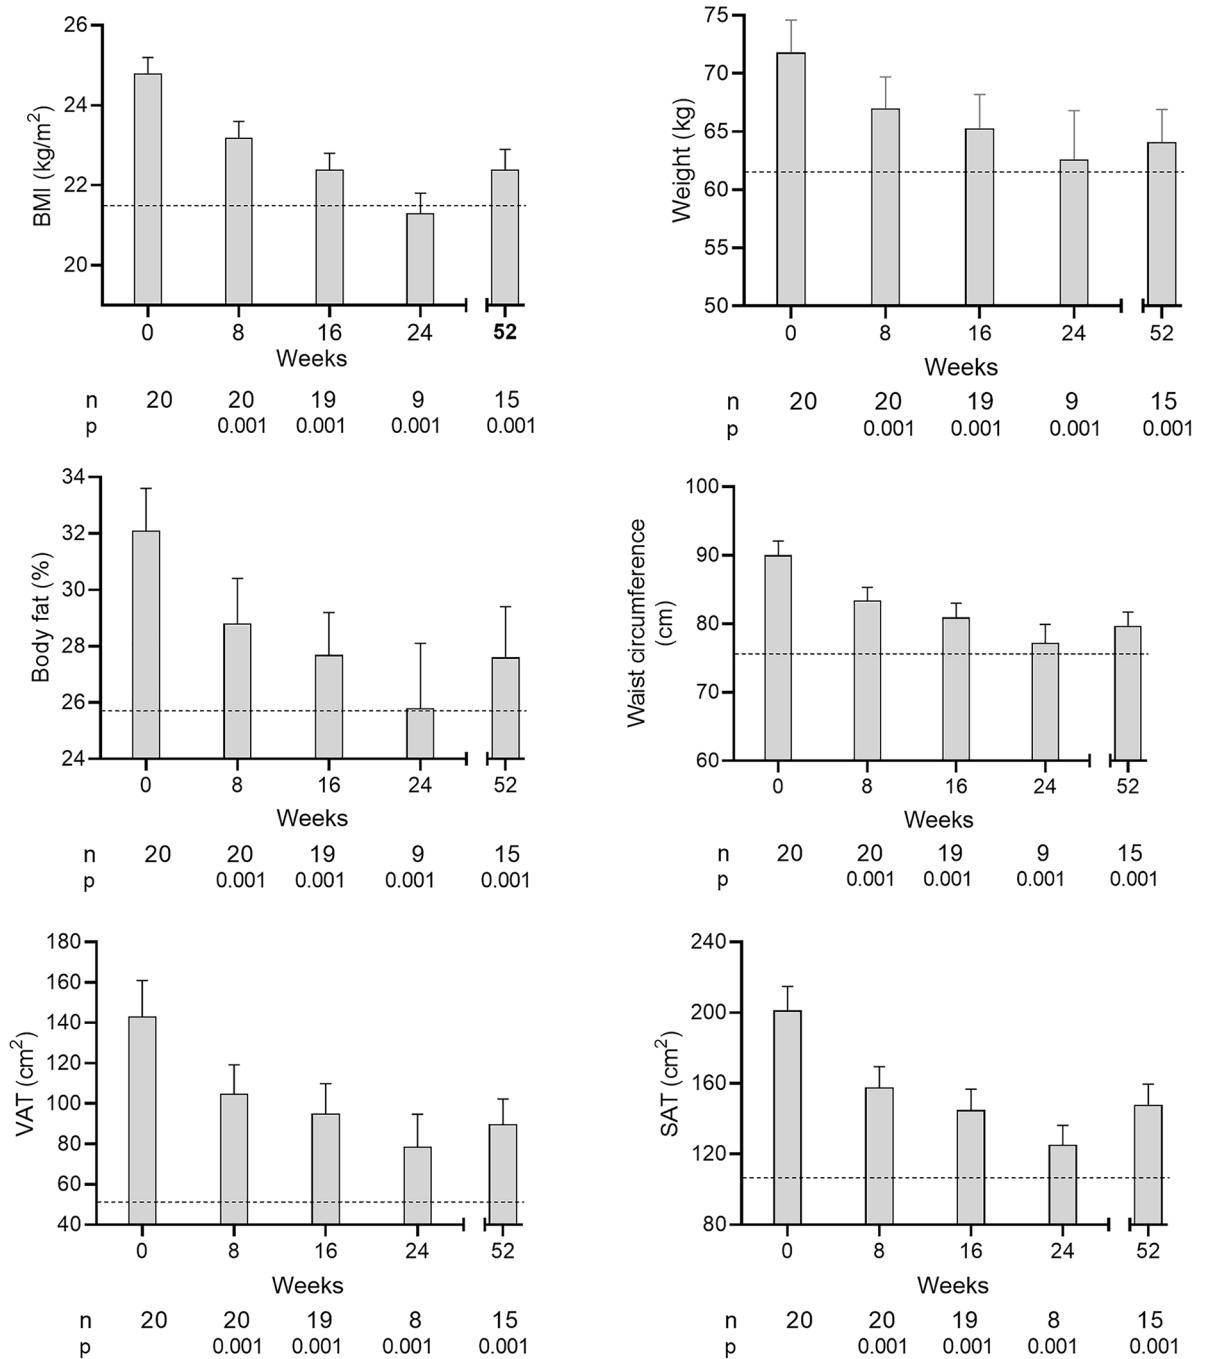 26
24
22
20
BMI (kg/m²)
0 8 16 24 52
Weeks
n 20 20 19 9 15
p 0.001 0.001 0.001 0.001
75
70
65
60
55
50
Weight (kg)
0 8 16 24 52
Weeks
n 20 20 19 9 15
p 0.001 0.001 0.001 0.001
34
32
30
28
26
24
Body fat (%)
0 8 16 24 52
Weeks
n 20 20 19 9 15
p 0.001 0.001 0.001 0.001
100
90
80
70
60
Waist circumference
(cm)
0 8 16 24 52
Weeks
n 20 20 19 9 15
p 0.001 0.001 0.001 0.001
180
160
140
120
100
80
60
40
VAT (cm²)
0 8 16 24 52
Weeks
n 20 20 19 8 15
p 0.001 0.001 0.001 0.001
240
200
160
120
80
SAT (cm²)
0 8 16 24 52
Weeks
n 20 20 19 8 15
p 0.001 0.001 0.001 0.001